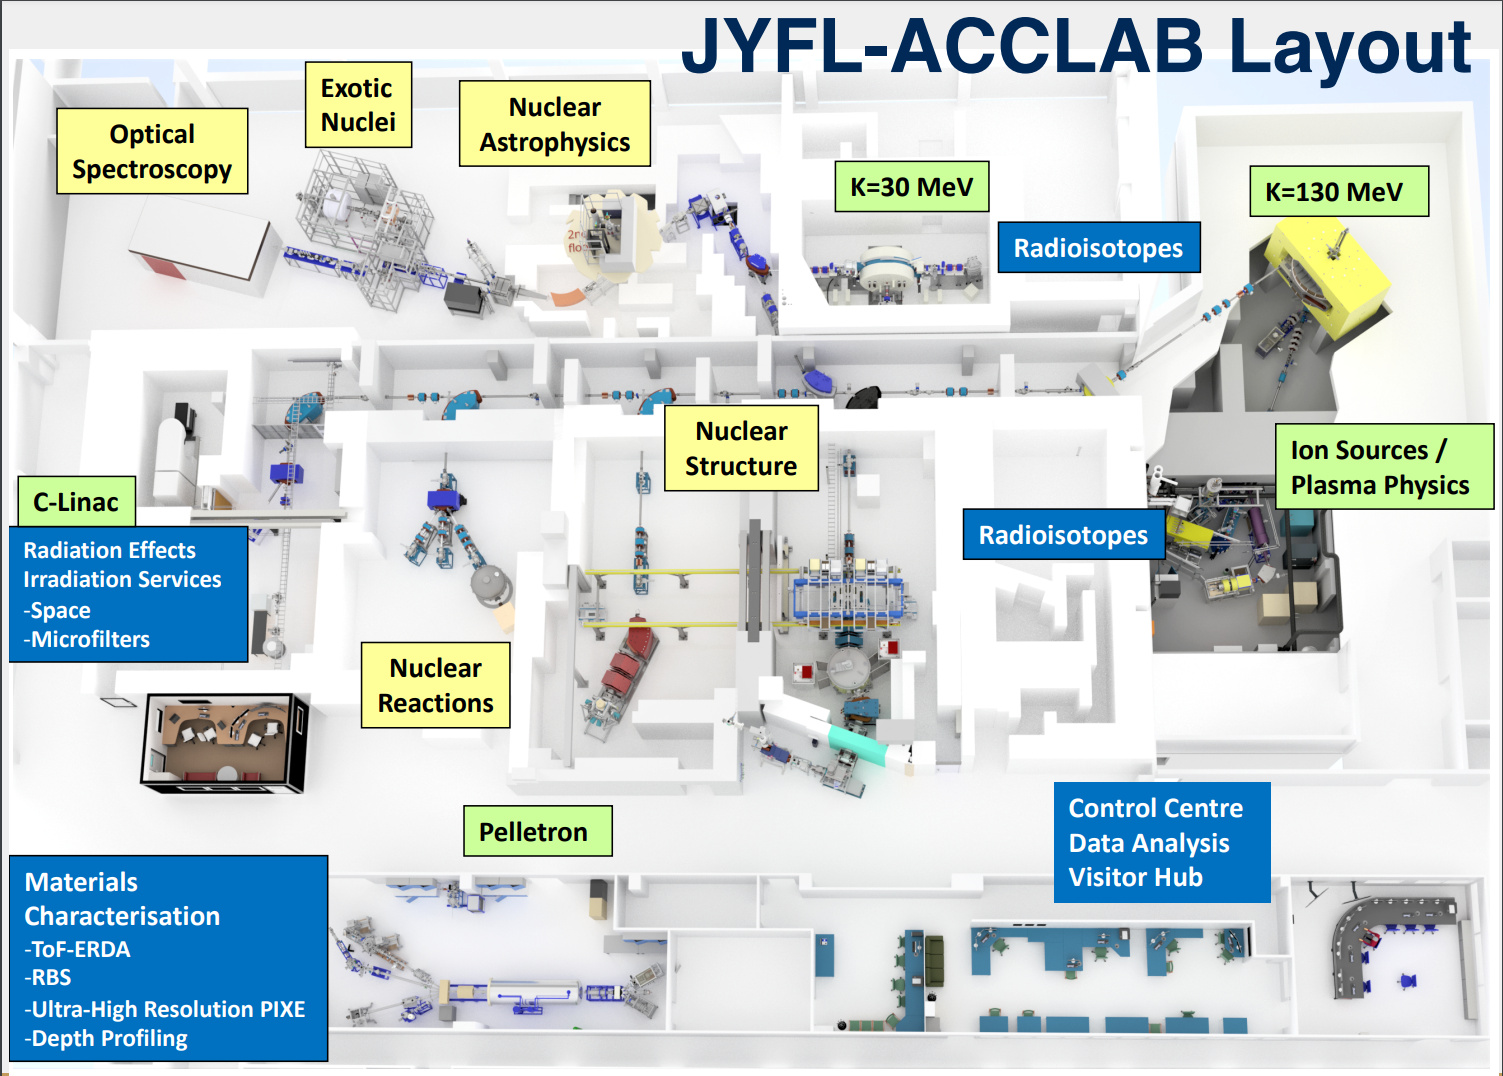 JYFL-ACCLAB Layout
Exotic
Nuclei
Optical
Spectroscopy
Nuclear
Astrophysics
K=30 MeV
K=130 MeV
Radioisotopes
2nd
floor
Nuclear
Structure
Ion Sources /
Plasma Physics
C-Linac
Radiation Effects
Irradiation Services
-Space
-Microfilters
Radioisotopes
Nuclear
Reactions
Pelletron
Control Centre
Data Analysis
Visitor Hub
Materials
Characterisation
-ToF-ERDA
-RBS
-Ultra-High Resolution PIXE
-Depth Profiling